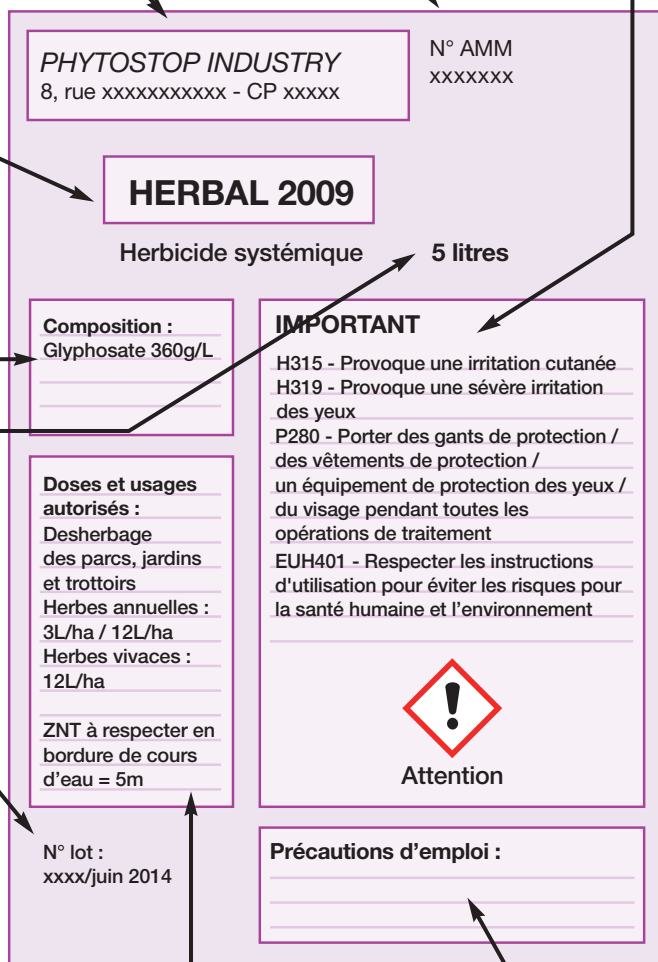 PHYTOSTOP INDUSTRY
8, rue xxxxxxxxxxx - CP xxxxx
N° AMM
xxxxxxx
HERBAL 2009
Herbicide systémique 5 litres
Composition :
Glyphosate 360g/L
Doses et usages
autorisés :
Desherbage
des parcs, jardins
et trottoirs
Herbes annuelles :
3L/ha / 12L/ha
Herbes vivaces :
12L/ha
ZNT à respecter en
bordure de cours
d'eau = 5m
IMPORTANT
H315 - Provoque une irritation cutanée
H319 - Provoque une sévère irritation
des yeux
P280 - Porter des gants de protection /
des vêtements de protection /
un équipement de protection des yeux /
du visage pendant toutes les
opérations de traitement
EUH401 - Respecter les instructions
d'utilisation pour éviter les risques pour
la santé humaine et l'environnement
!
Attention
N° lot :
xxxx/juin 2014
Précautions d'emploi :